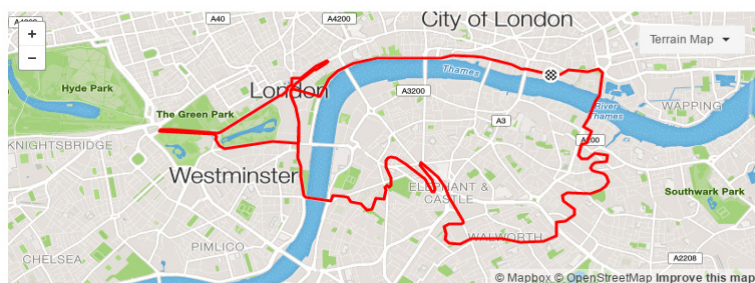 A40
A4200
City of London
+
−
Terrain Map
Hyde Park
London
A3200
Thames
River
Thames
WAPPING
The Green Park
A3
KNIGHTSBRIDGE
Westminster
ELEPHANT &
CASTLE
Southwark Park
WALWORTH
PIMLICO
CHELSEA
A2208
© Mapbox © OpenStreetMap Improve this map